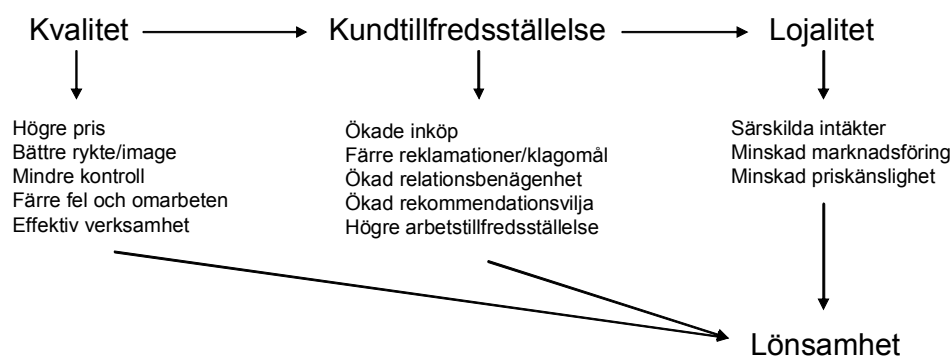 Kvalitet
Kundtillfredsställelse
Lojalitet
Högre pris
Bättre rykte/image
Mindre kontroll
Färre fel och omarbeten
Effektiv verksamhet
Ökade inköp
Färre reklamationer/klagomål
Ökad relationsbenägenhet
Ökad rekommendationsvilja
Högre arbetstillfredsställelse
Särskilda intäkter
Minskad marknadsföring
Minskad priskänslighet
Lönsamhet